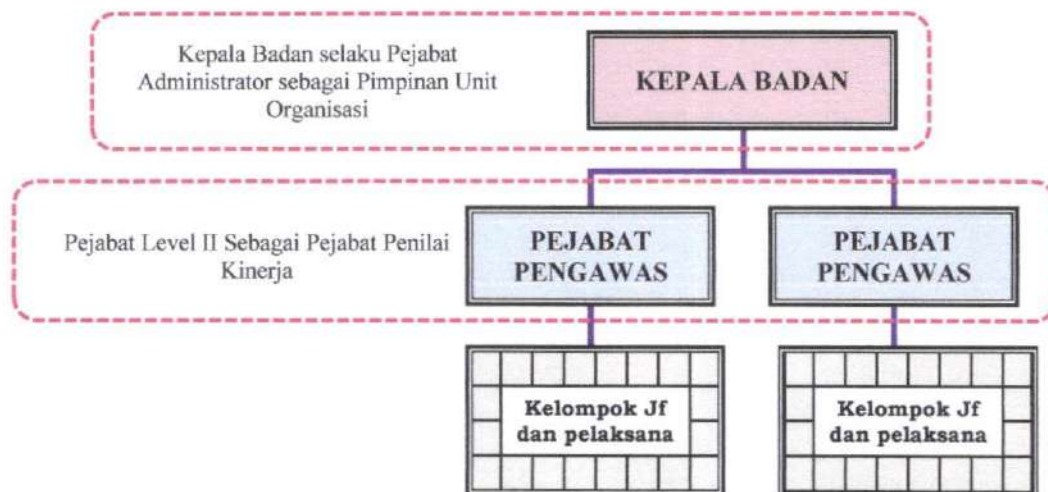 Kepala Badan selaku Pejabat
Administrator sebagai Pimpinan Unit
Organisasi
KEPALA BADAN
Pejabat Level II Sebagai Pejabat Penilai
Kinerja
PEJABAT
PENGAWAS
PEJABAT
PENGAWAS
Kelompok Jf
dan pelaksana
Kelompok Jf
dan pelaksana